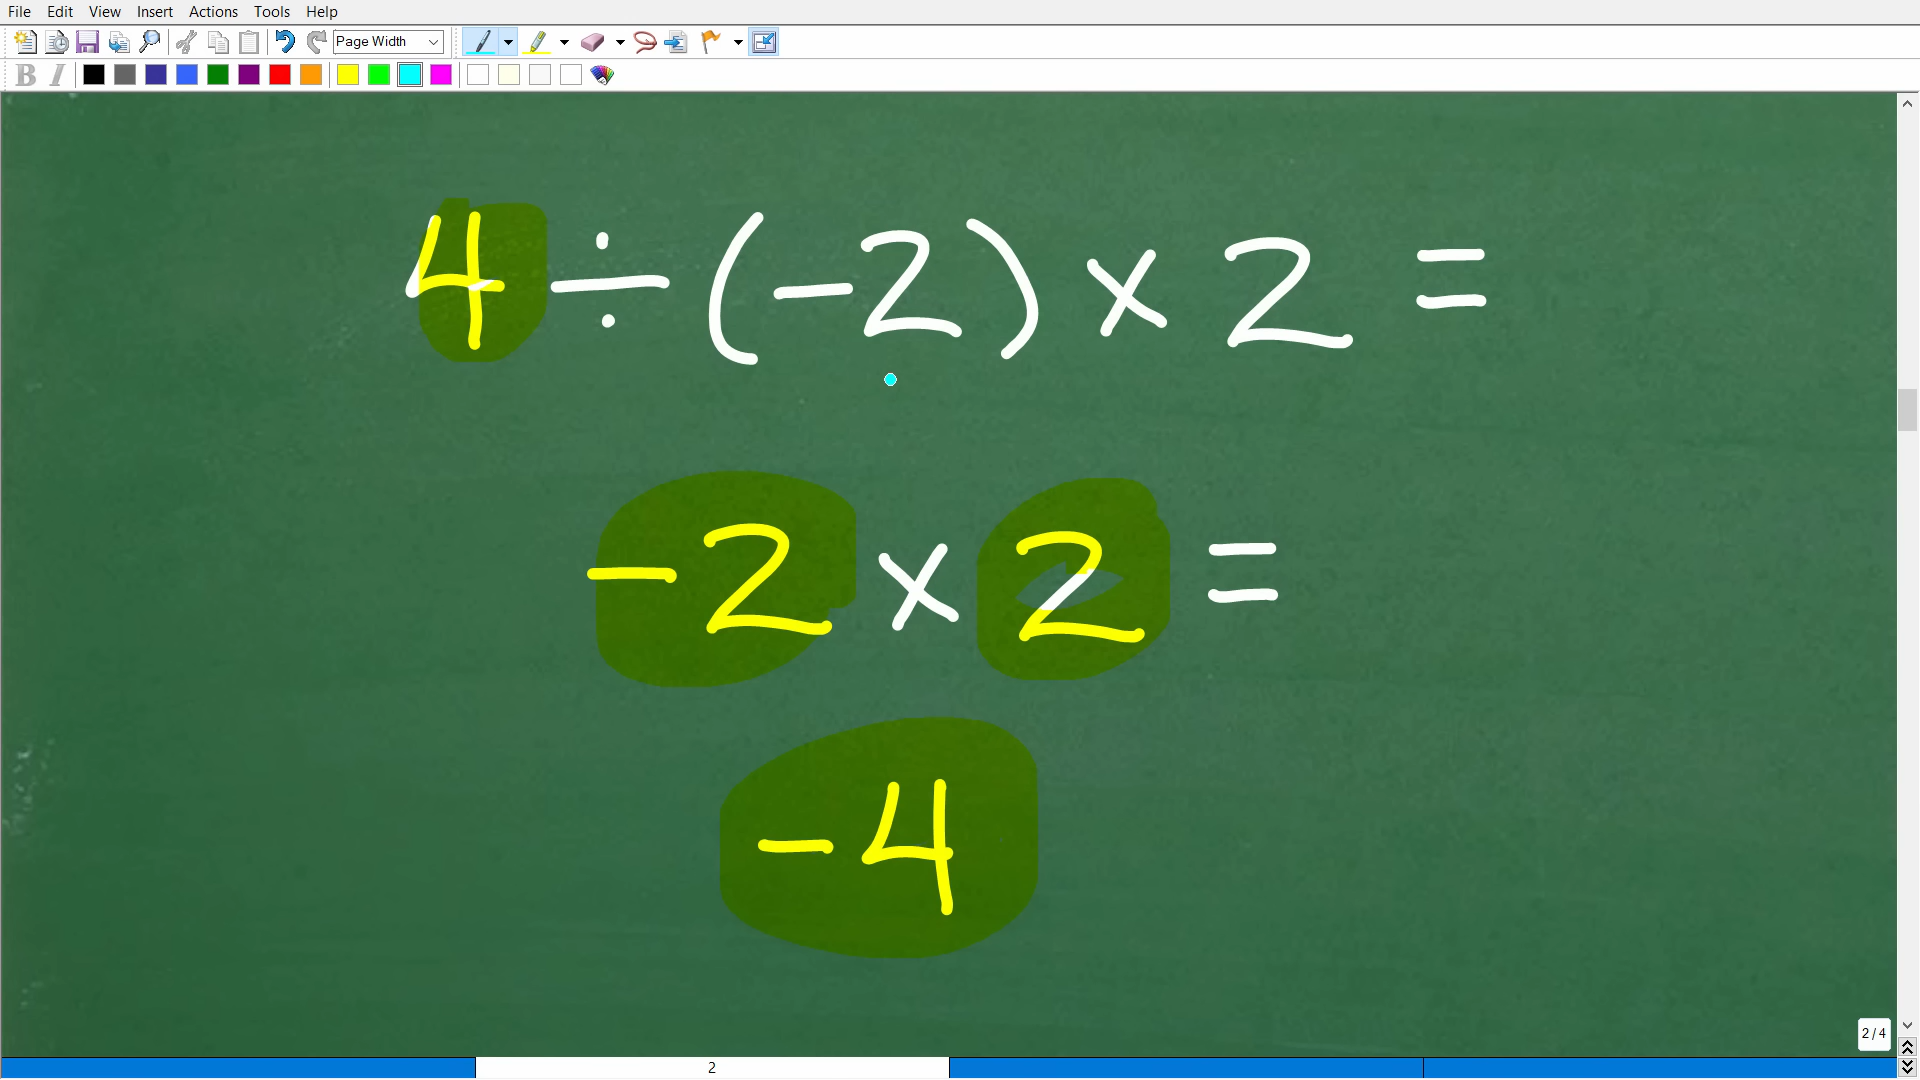 File Edit View Insert Actions Tools Help
Page Width
B I
4 ÷ (-2) × 2 =
-2 × 2 =
-4
2 / 4
2